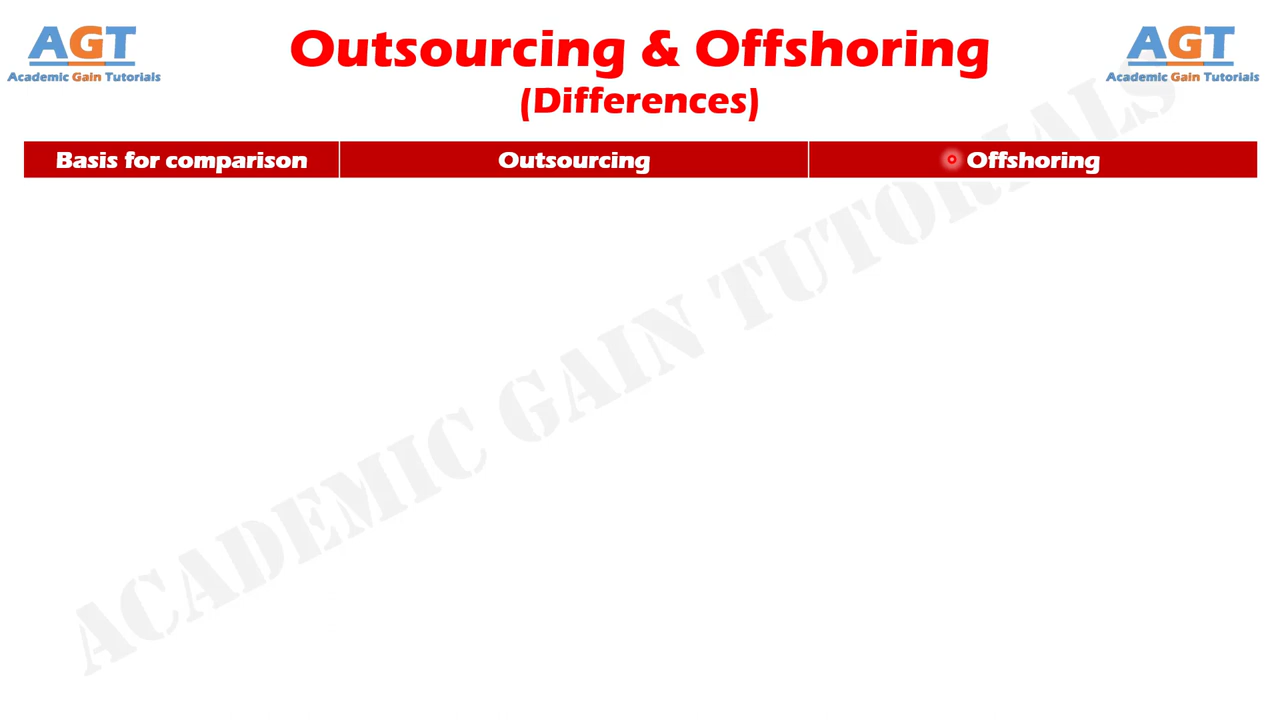 AGT
Academic Gain Tutorials
Outsourcing & Offshoring
(Differences)
AGT
Academic Gain Tutorials
Basis for comparison Outsourcing Offshoring
ACADEMIC GAIN TUTORIALS